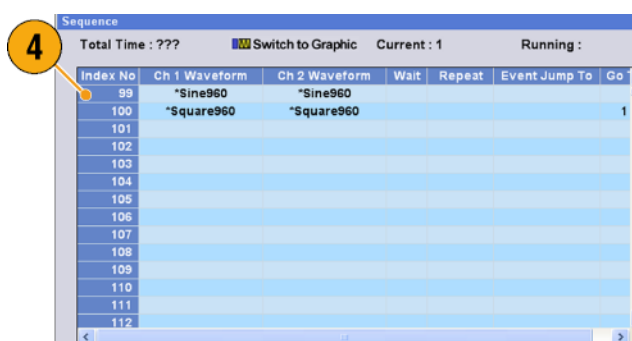 Sequence
4
Total Time : ??? Switch to Graphic Current : 1 Running :
Index No Ch 1 Waveform Ch 2 Waveform Wait Repeat Event Jump To Go T
99 *Sine960 *Sine960
100 *Square960 *Square960 1
101
102
103
104
105
106
107
108
109
110
111
112